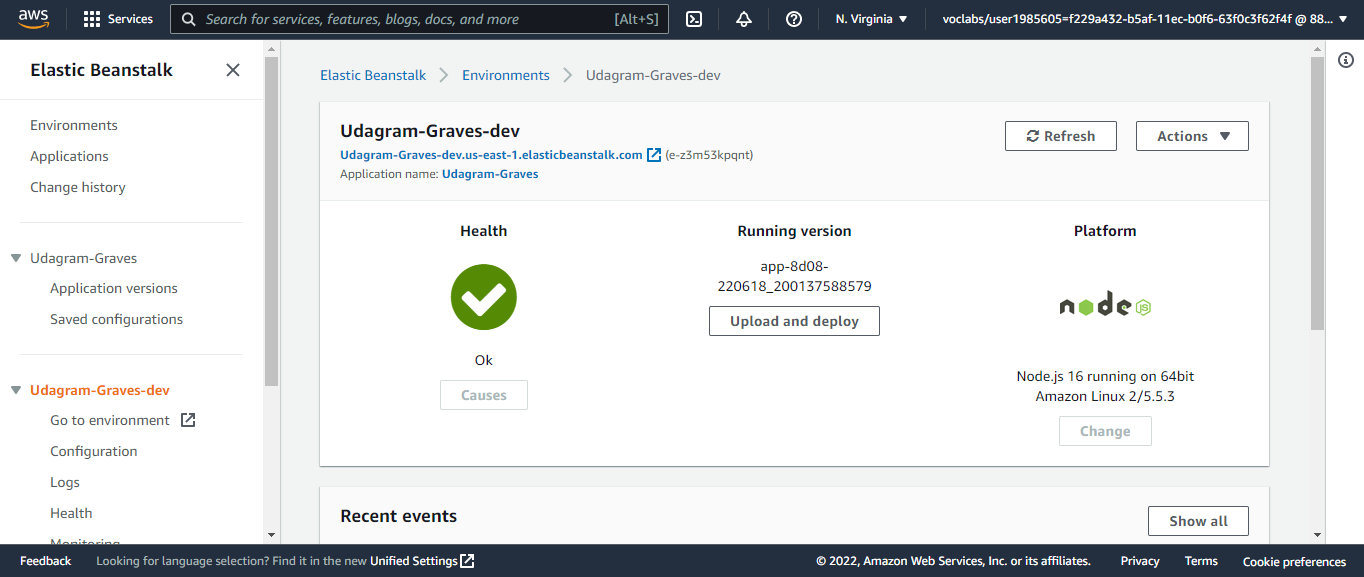 aws
Services
Search for services, features, blogs, docs, and more [Alt+S]
N. Virginia
voclabs/user1985605=f229a432-b5af-11ec-b0f6-63f0c3f62f4f @ 88...
Elastic Beanstalk
Environments
Applications
Change history
Udagram-Graves
Application versions
Saved configurations
Udagram-Graves-dev
Go to environment
Configuration
Logs
Health
Monitoring
Elastic Beanstalk
Environments
Udagram-Graves-dev
Udagram-Graves-dev
Udagram-Graves-dev.us-east-1.elasticbeanstalk.com (e-z3m53kpqnt)
Application name: Udagram-Graves
Refresh
Actions
Health
Ok
Causes
Running version
app-8d08-
220618_200137588579
Upload and deploy
Platform
node JS
Node.js 16 running on 64bit
Amazon Linux 2/5.5.3
Change
Recent events
Show all
Feedback
Looking for language selection? Find it in the new Unified Settings
© 2022, Amazon Web Services, Inc. or its affiliates.
Privacy
Terms
Cookie preferences